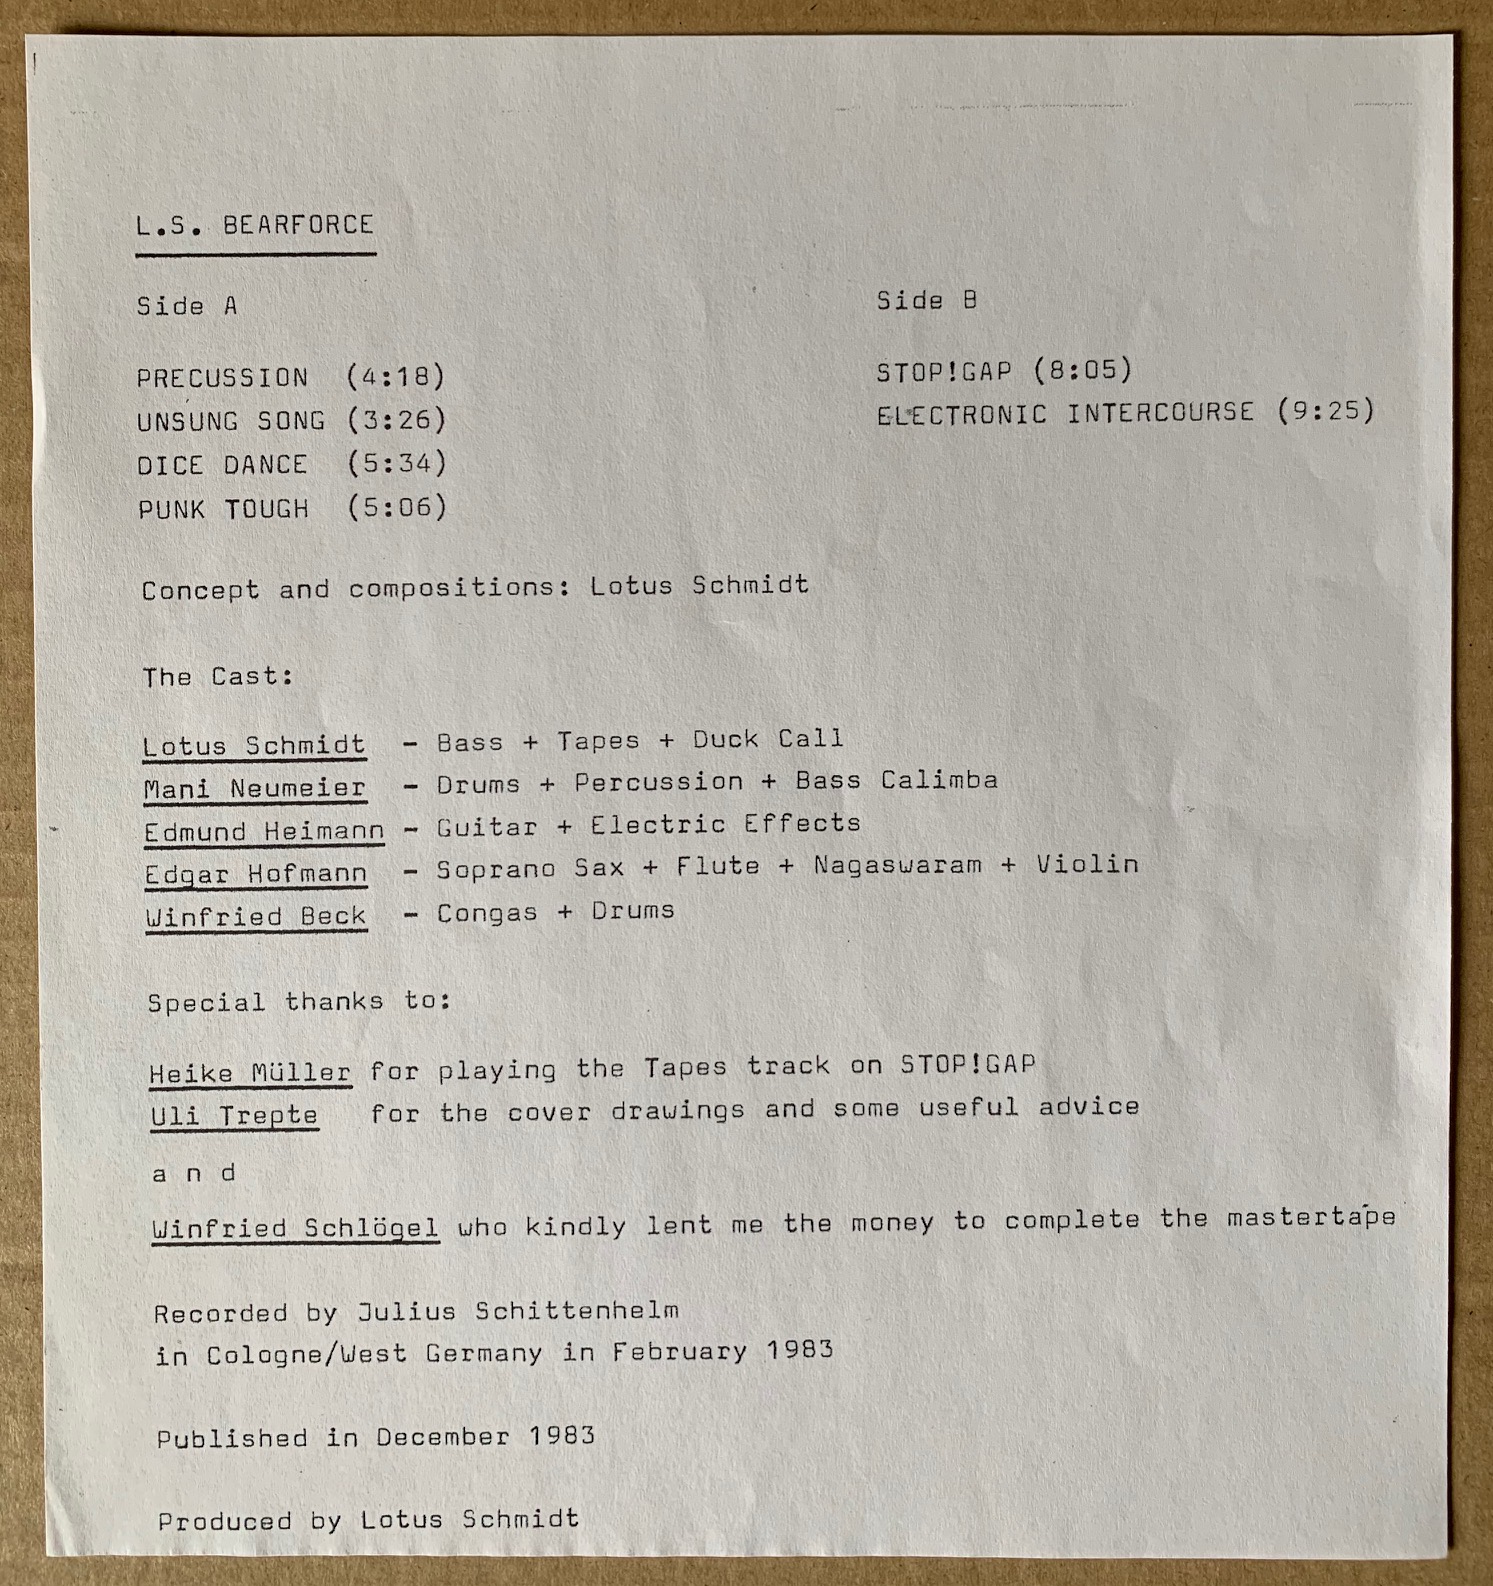 L.S. BEARFORCE
Side A
PRECUSSION (4:18)
UNSUNG SONG (3:26)
DICE DANCE (5:34)
PUNK TOUGH (5:06)
Side B
STOP!GAP (8:05)
ELECTRONIC INTERCOURSE (9:25)
Concept and compositions: Lotus Schmidt
The Cast:
Lotus Schmidt - Bass + Tapes + Duck Call
Mani Neumeier - Drums + Percussion + Bass Calimba
Edmund Heimann - Guitar + Electric Effects
Edgar Hofmann - Soprano Sax + Flute + Nagaswaram + Violin
Winfried Beck - Congas + Drums
Special thanks to:
Heike Müller for playing the Tapes track on STOP!GAP
Uli Trepte for the cover drawings and some useful advice
a n d
Winfried Schlögel who kindly lent me the money to complete the mastertape
Recorded by Julius Schittenhelm
in Cologne/West Germany in February 1983
Published in December 1983
Produced by Lotus Schmidt